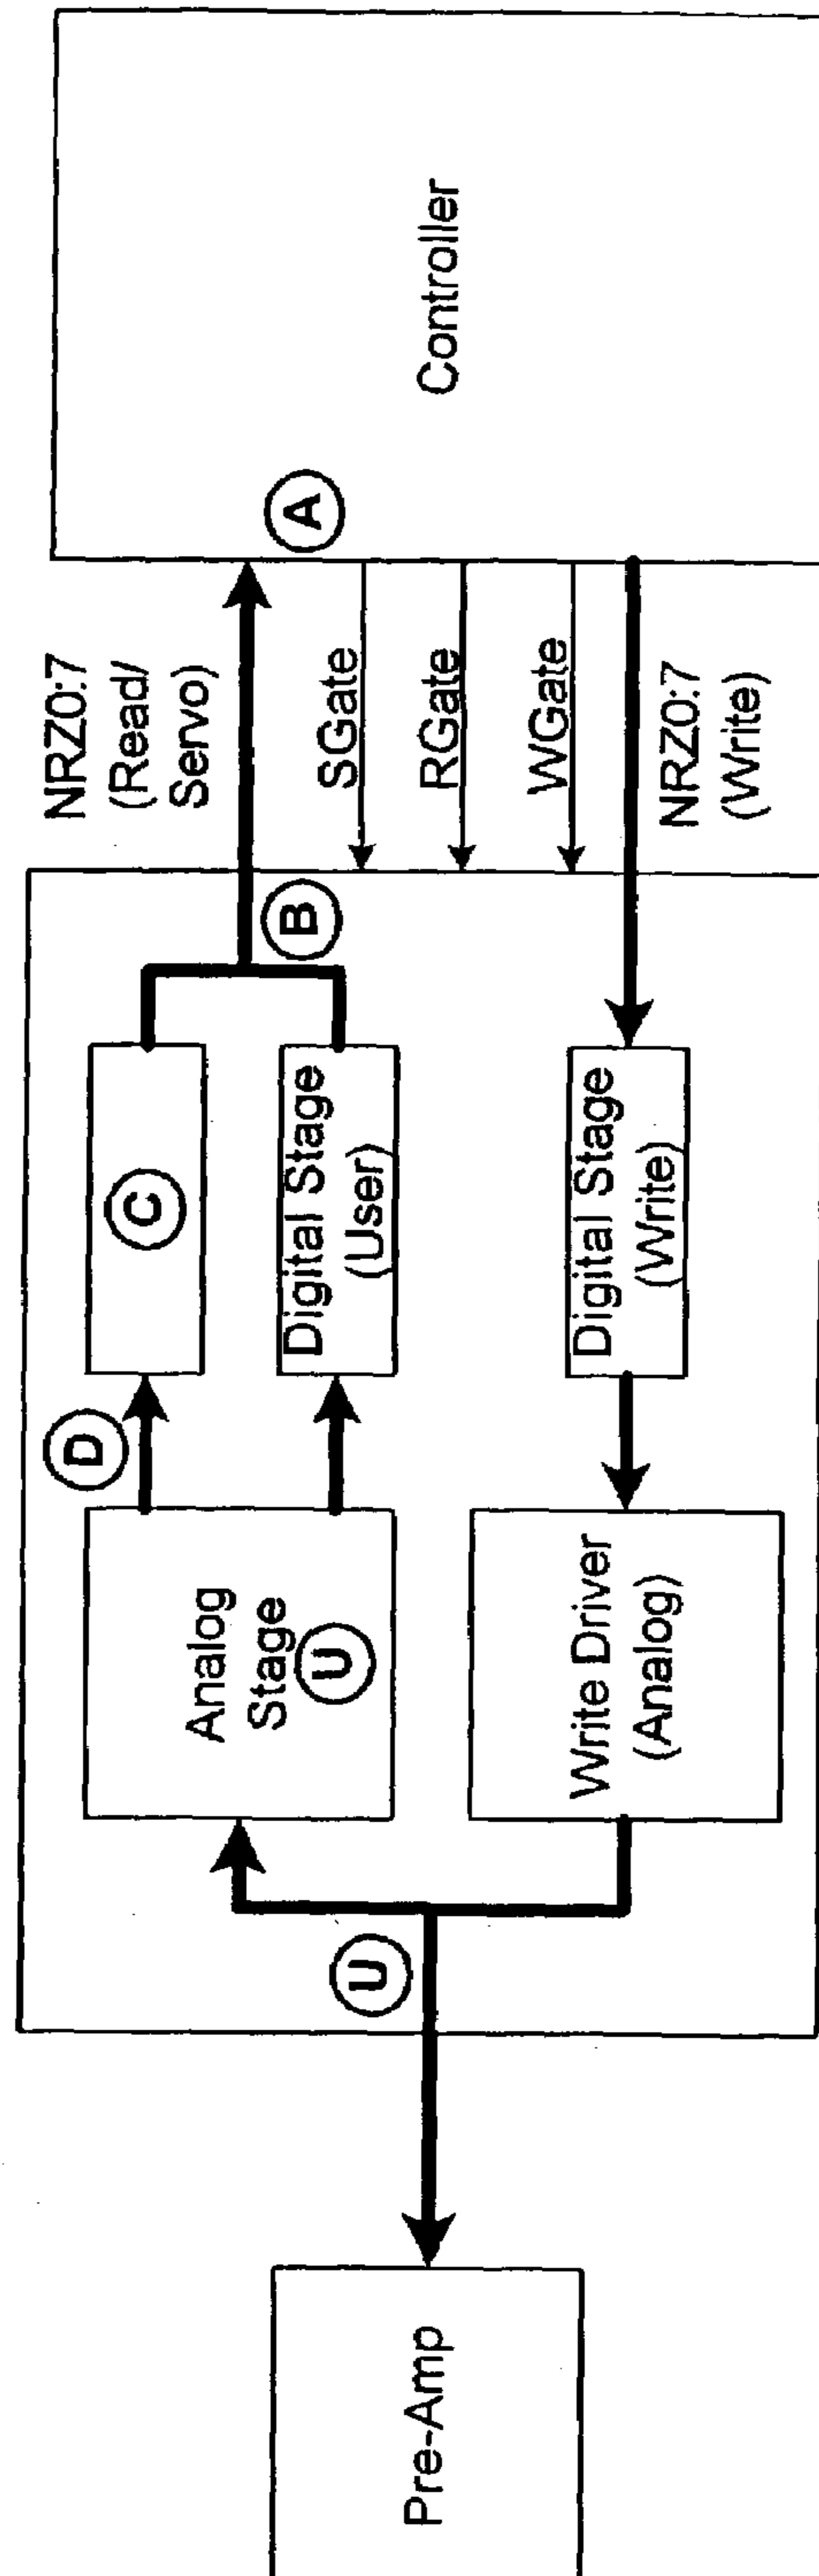 Pre-Amp
U
Analog
Stage
U
Write Driver
(Analog)
D
C
Digital Stage
(User)
Digital Stage
(Write)
B
NRZ0:7
(Read/
Servo)
SGate
RGate
WGate
NRZ0:7
(Write)
A
Controller